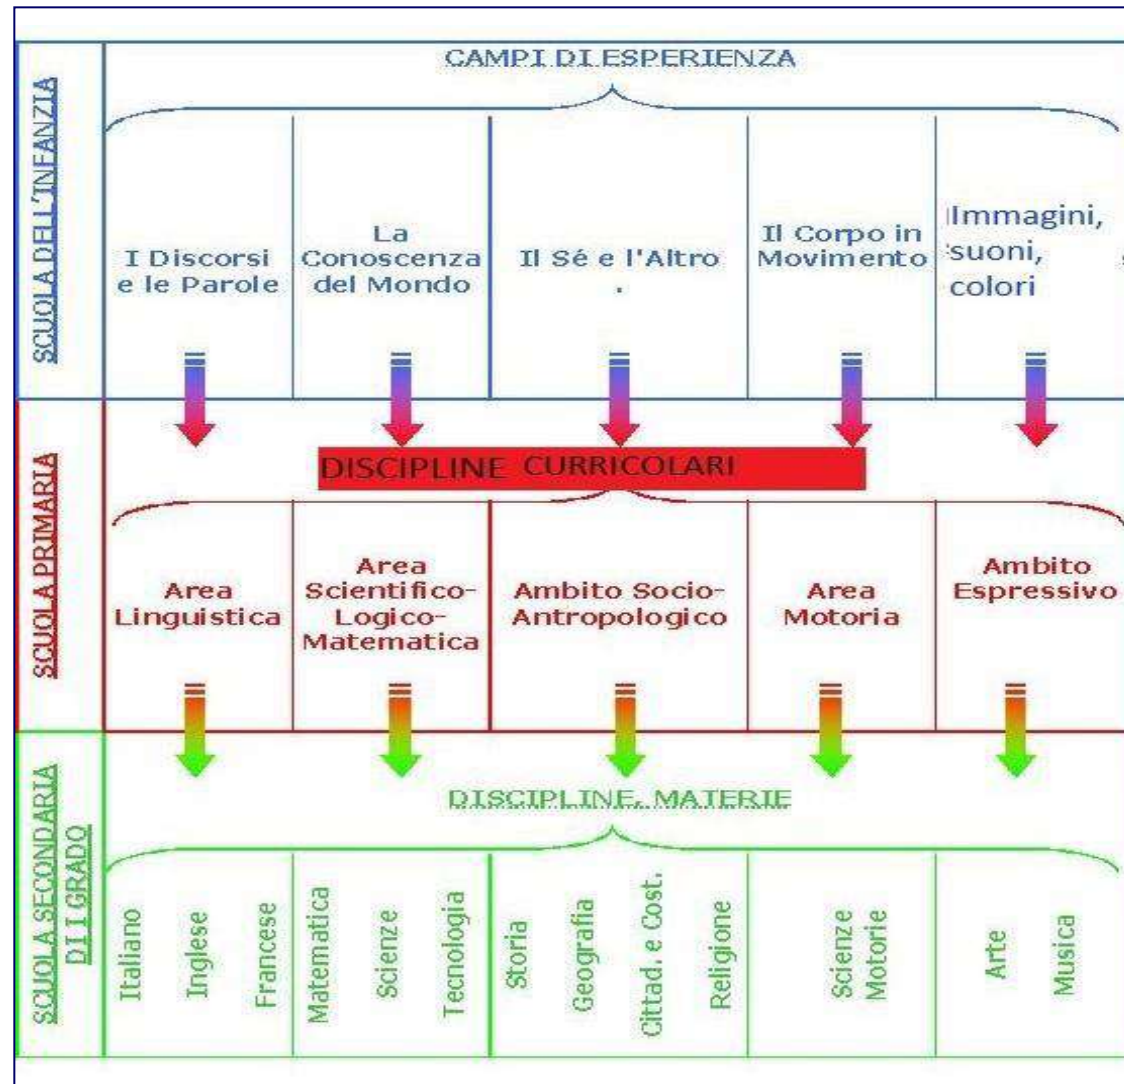 SCUOLA DELL'INFANZIA
CAMPI DI ESPERIENZA
I Discorsi
e le Parole
La
Conoscenza
del Mondo
Il Sé e l'Altro
.
Il Corpo in
Movimento
Immagini,
suoni,
colori
SCUOLA PRIMARIA
DISCIPLINE CURRICOLARI
Area
Linguistica
Area
Scientifico-
Logico-
Matematica
Ambito Socio-
Antropologico
Area
Motoria
Ambito
Espressivo
SCUOLA SECONDARIA
DI I GRADO
DISCIPLINE, MATERIE
Italiano
Inglese
Francese
Matematica
Scienze
Tecnologia
Storia
Geografia
Cittad. e Cost.
Religione
Scienze
Motorie
Arte
Musica